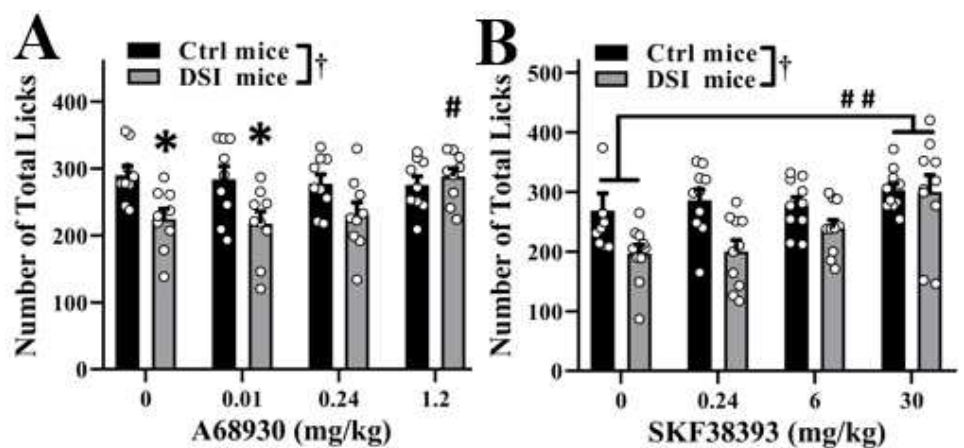 A
Ctrl mice
DSI mice
†
Number of Total Licks
400
300
200
100
0
*
*
#
0
0.01
0.24
1.2
A68930 (mg/kg)
B
Ctrl mice
DSI mice
†
Number of Total Licks
500
400
300
200
100
0
##
0
0.24
6
30
SKF38393 (mg/kg)